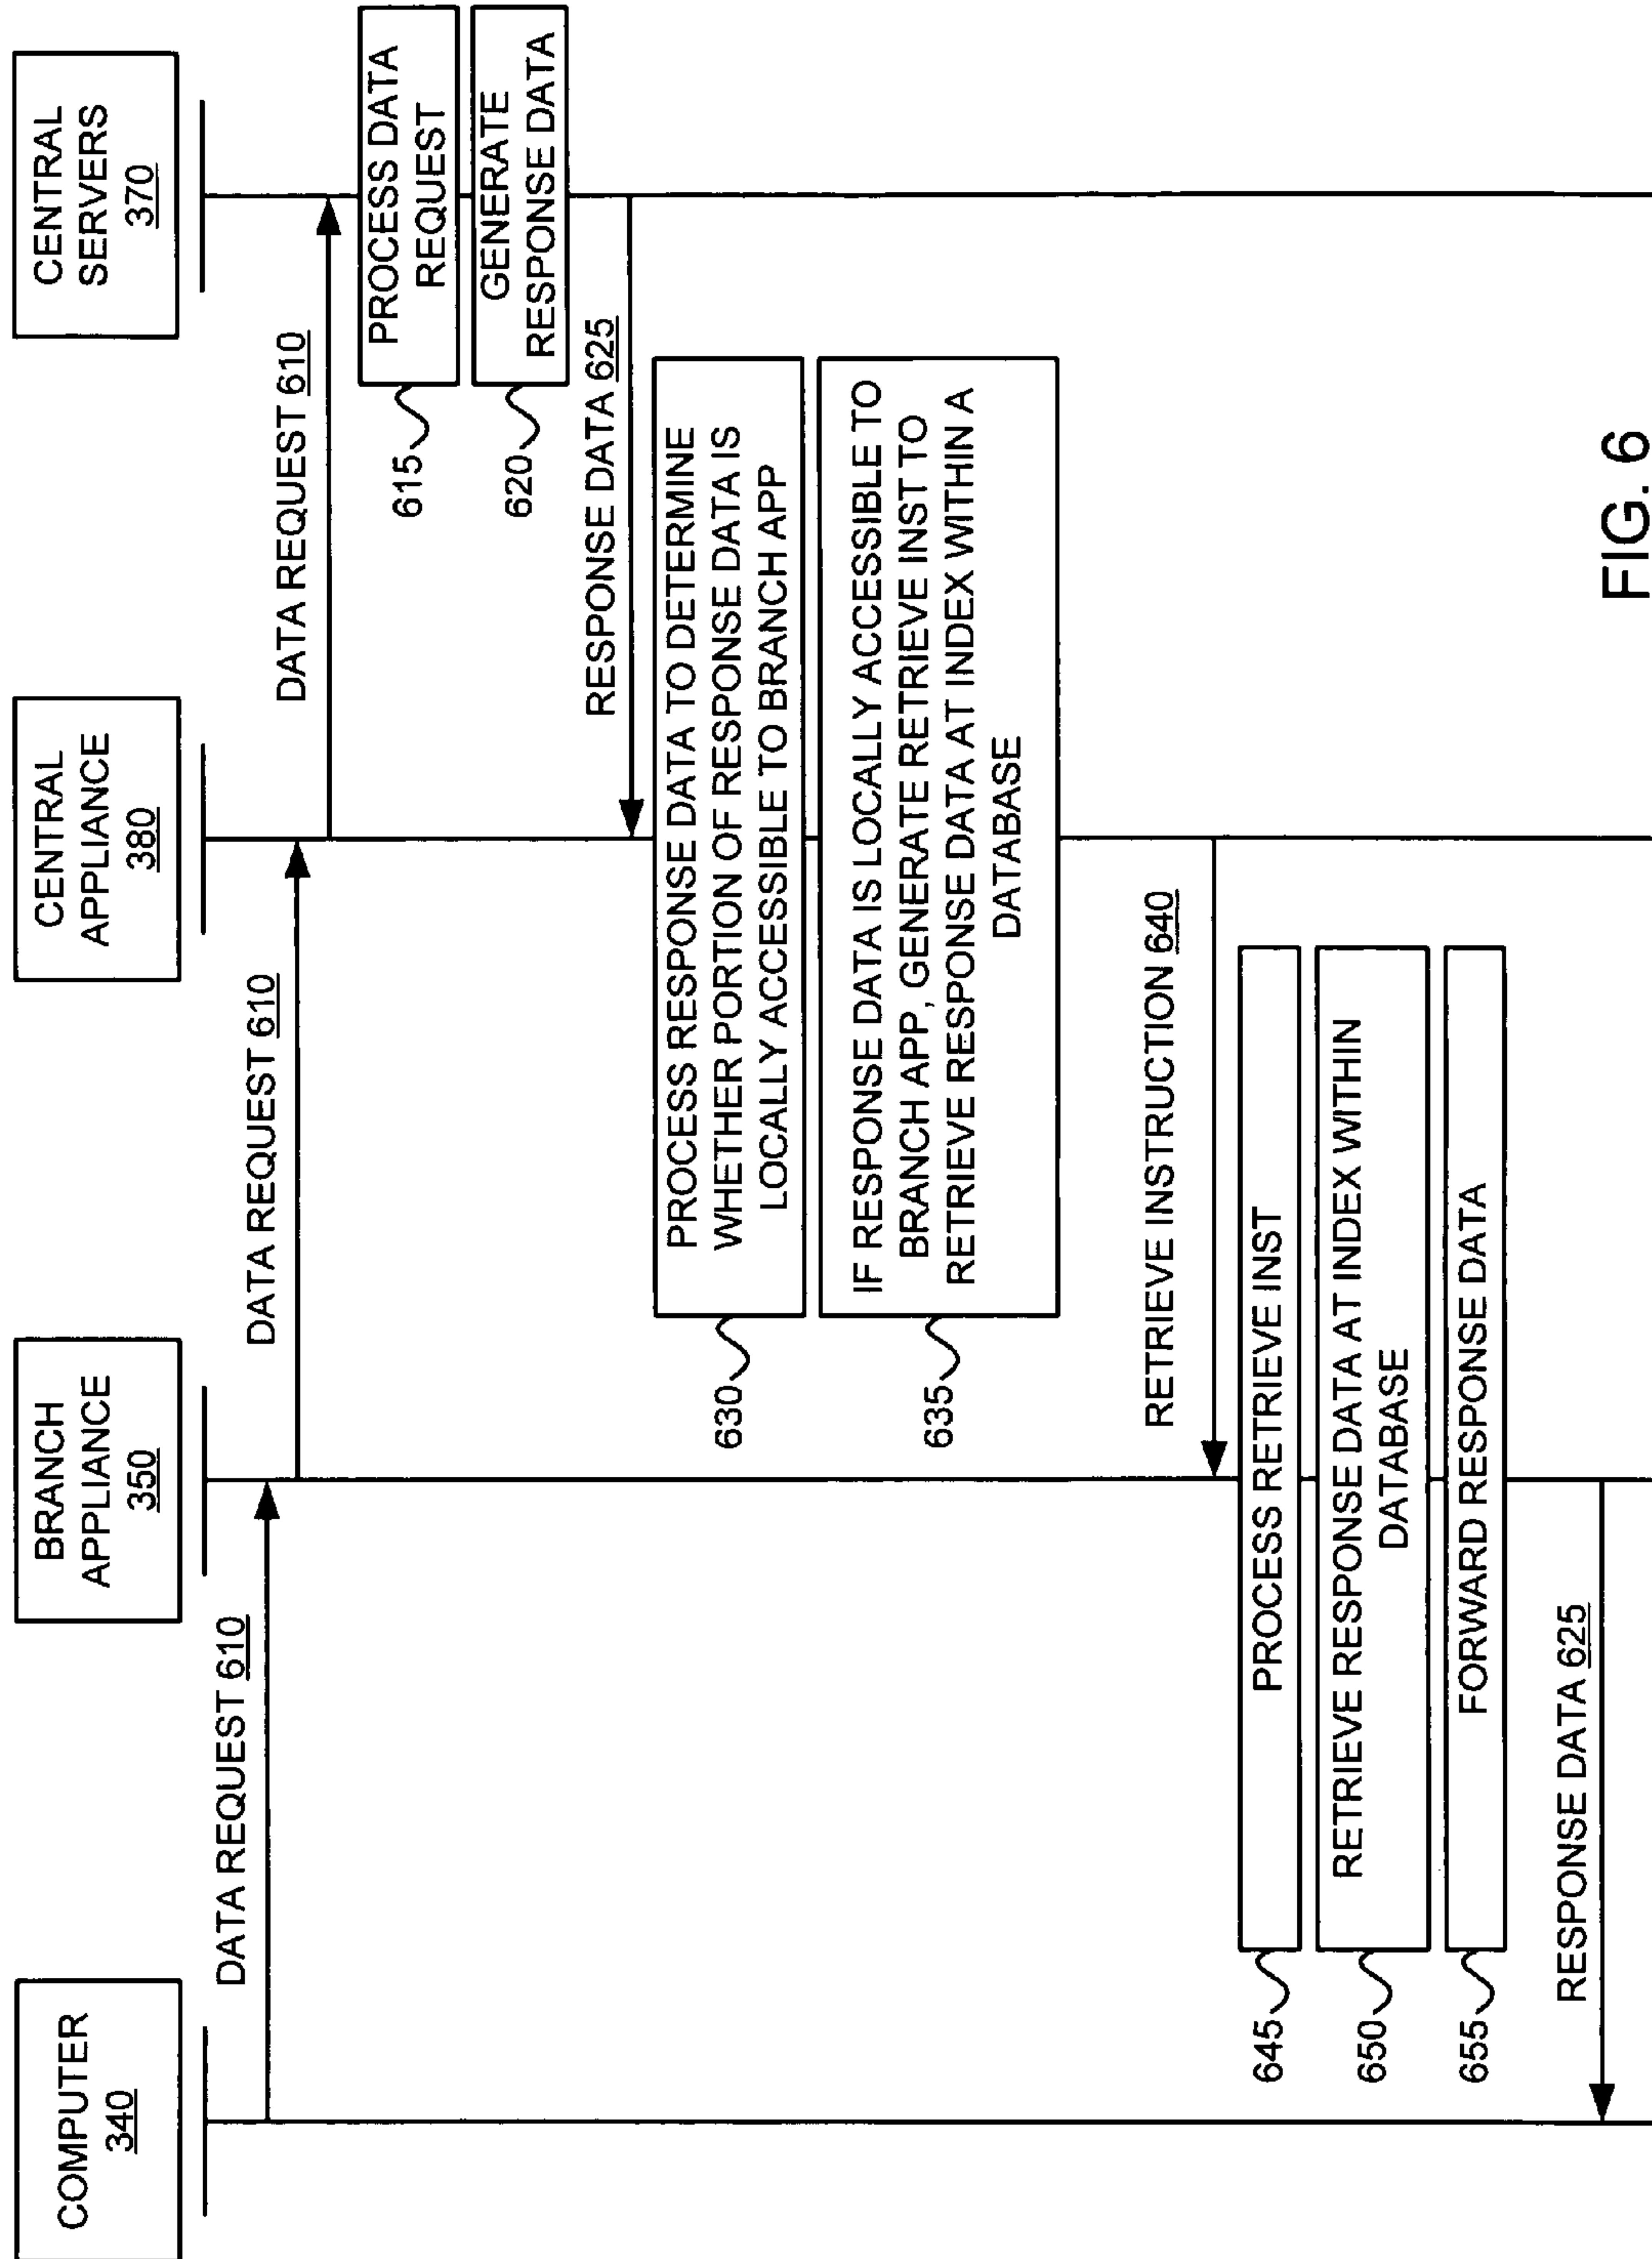 COMPUTER
340
BRANCH
APPLIANCE
350
CENTRAL
APPLIANCE
380
CENTRAL
SERVERS
370
DATA REQUEST 610
DATA REQUEST 610
DATA REQUEST 610
615
PROCESS DATA
REQUEST
620
GENERATE
RESPONSE DATA
RESPONSE DATA 625
630
PROCESS RESPONSE DATA TO DETERMINE
WHETHER PORTION OF RESPONSE DATA IS
LOCALLY ACCESSIBLE TO BRANCH APP
635
IF RESPONSE DATA IS LOCALLY ACCESSIBLE TO
BRANCH APP, GENERATE RETRIEVE INST TO
RETRIEVE RESPONSE DATA AT INDEX WITHIN A
DATABASE
RETRIEVE INSTRUCTION 640
645
PROCESS RETRIEVE INST
650
RETRIEVE RESPONSE DATA AT INDEX WITHIN
DATABASE
655
FORWARD RESPONSE DATA
RESPONSE DATA 625
FIG. 6